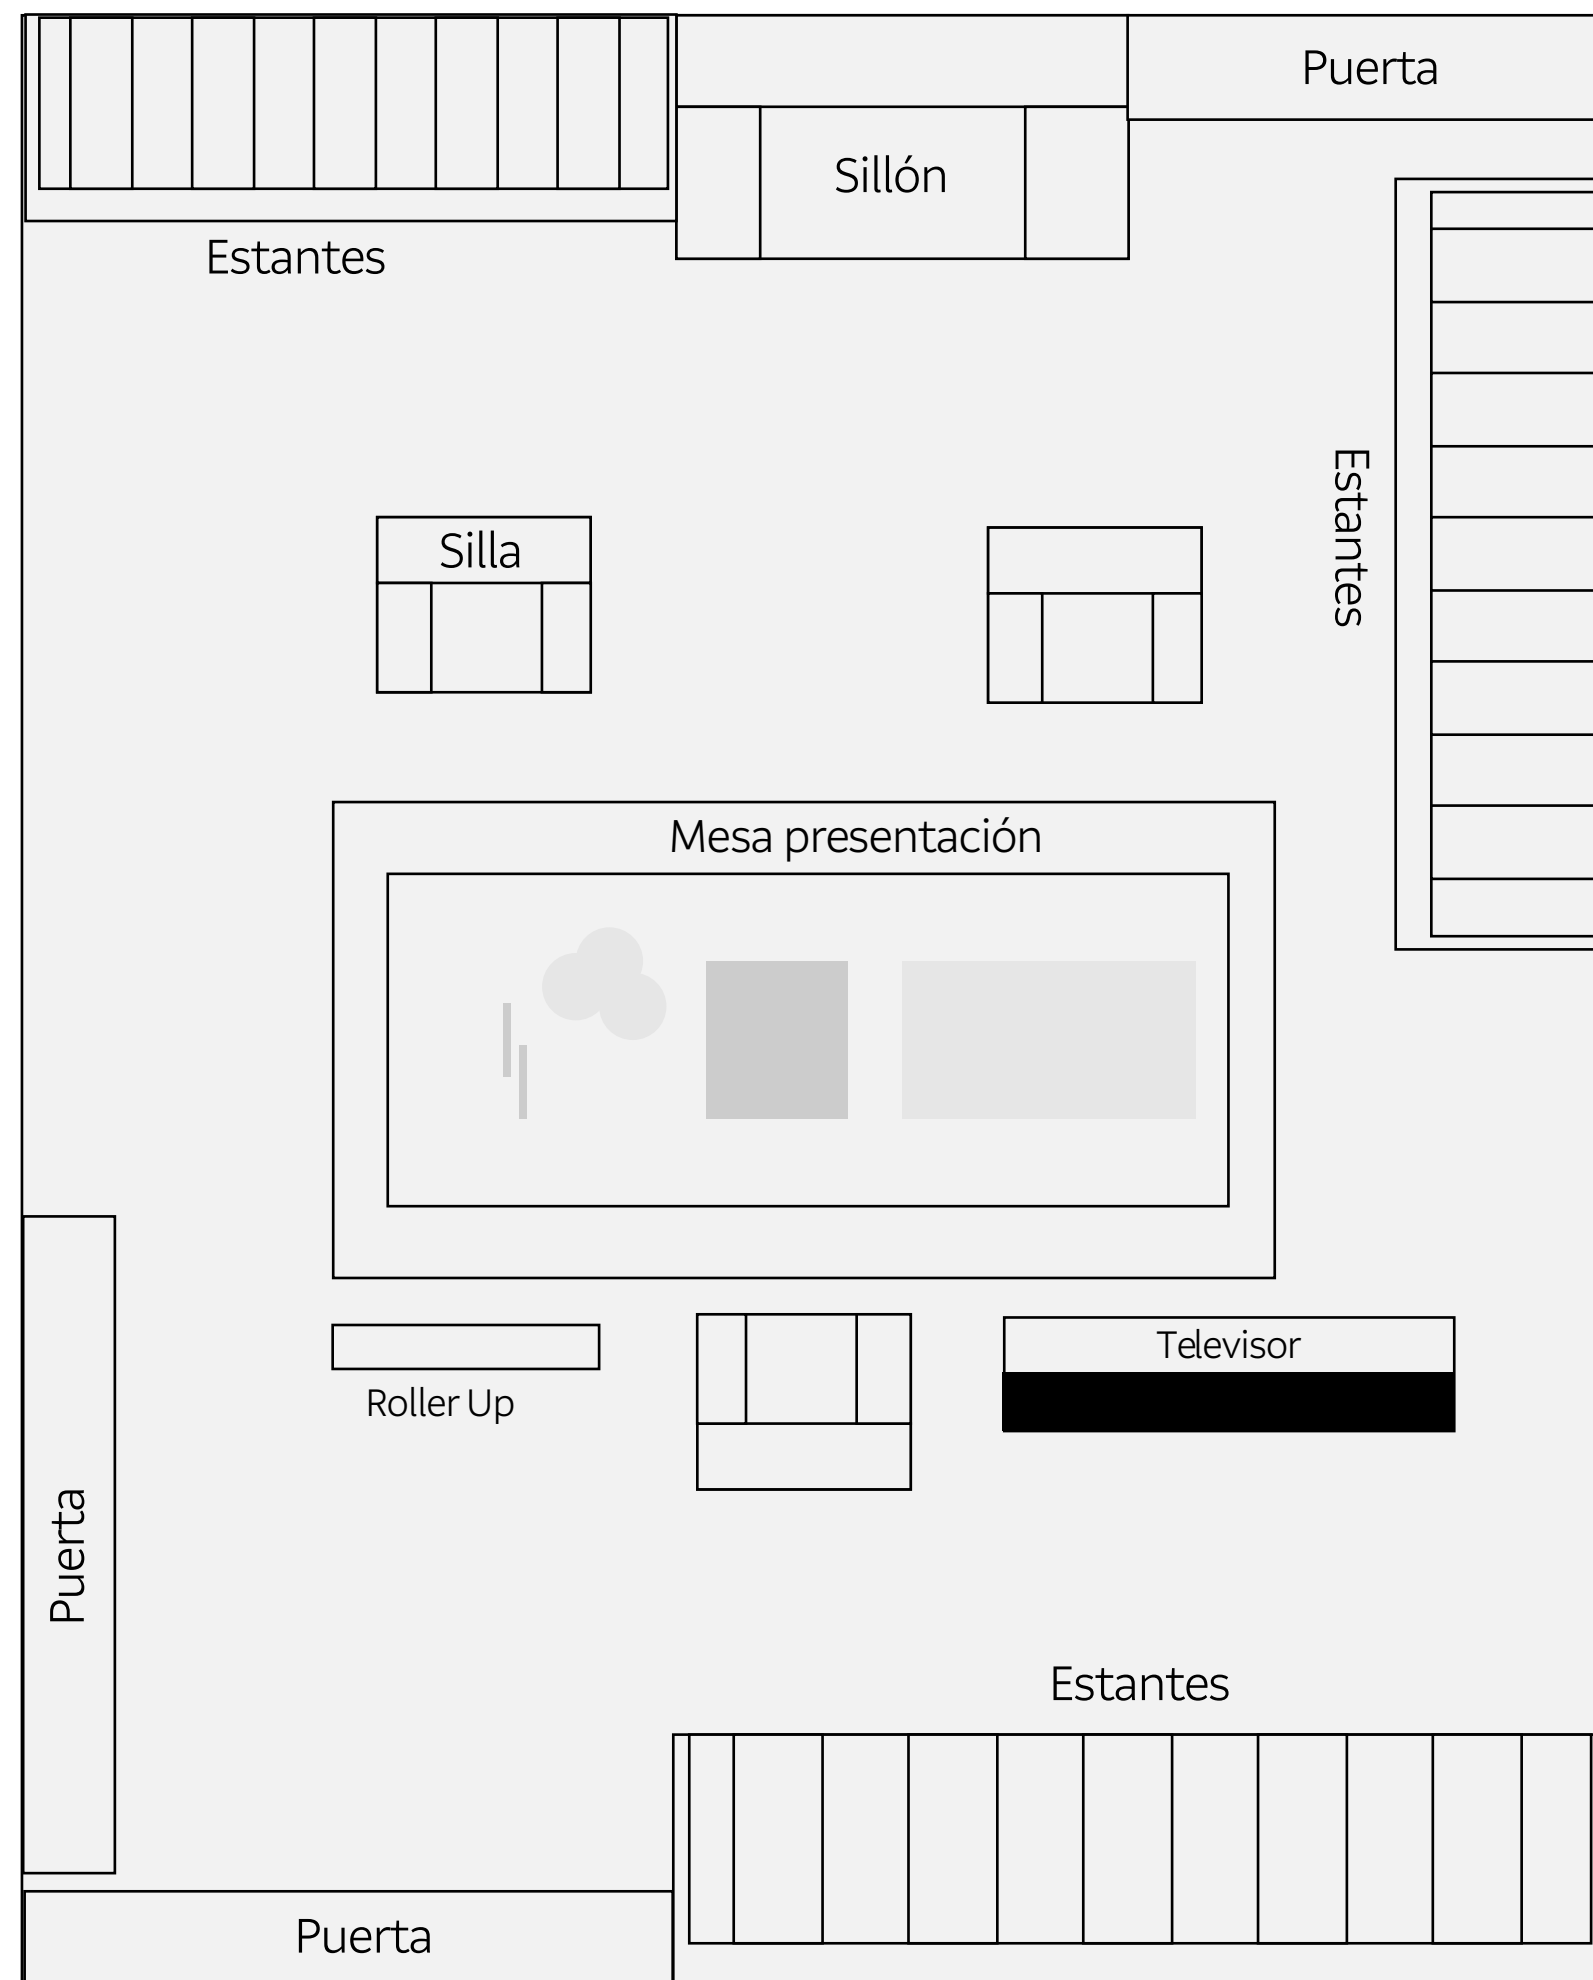 Puerta
Sillón
Estantes
Estantes
Silla
Mesa presentación
Televisor
Roller Up
Puerta
Estantes
Puerta